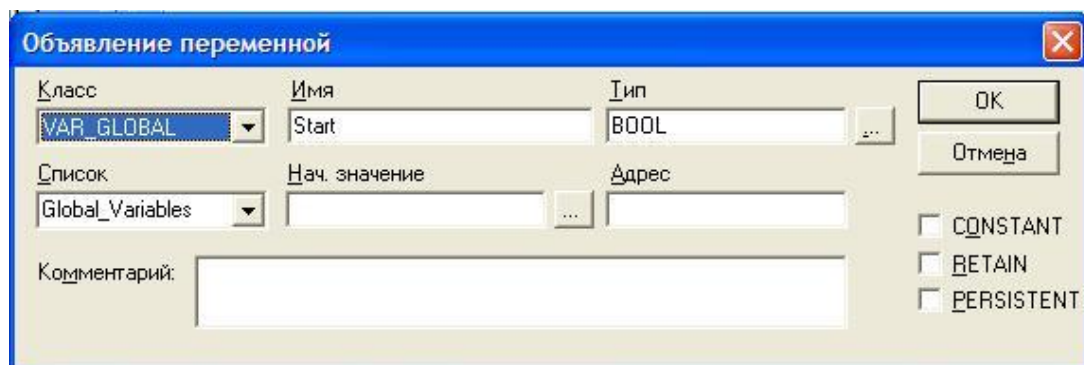 Объявление переменной
Класс Имя Тип
VAR_GLOBAL Start BOOL ... OK
Отмена
Список Нач. значение Адрес
Global_Variables ...
CONSTANT
Комментарий: RETAIN
PERSISTENT